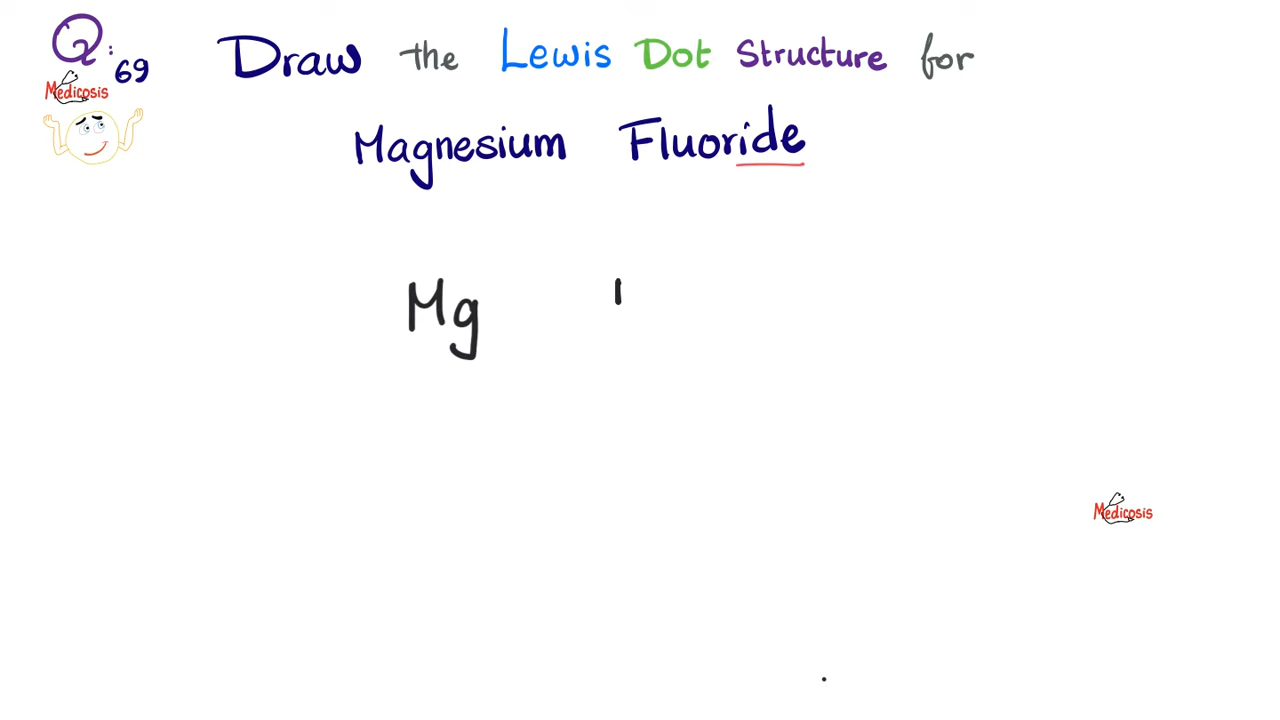 Q: 69
Medicosis
Draw the Lewis Dot Structure for
Magnesium Fluoride
Mg
Medicosis